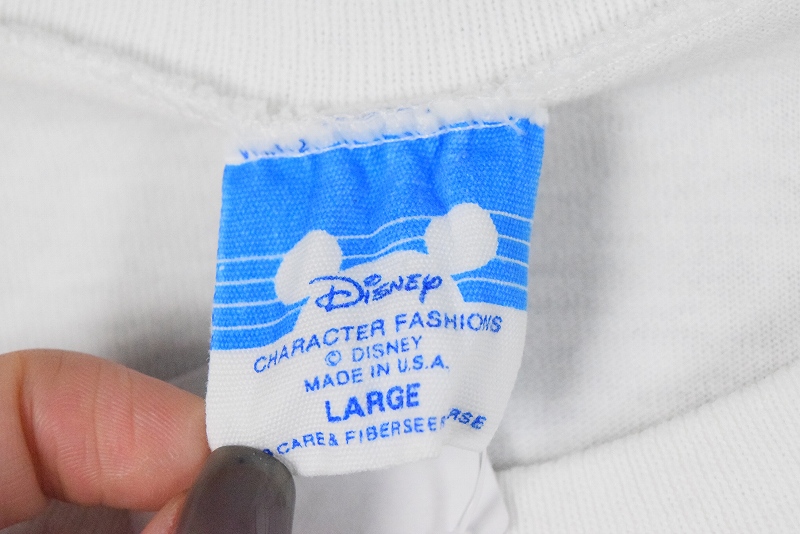 Disney
CHARACTER FASHIONS
© DISNEY
MADE IN U.S.A.
LARGE
CARE & FIBER SEE